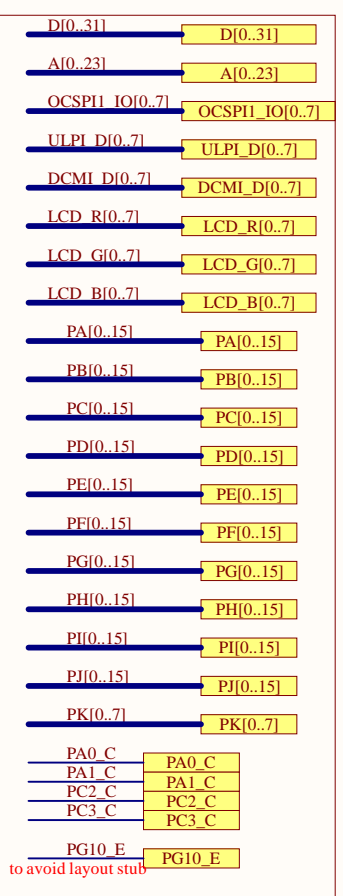 D[0..31] D[0..31]
A[0..23] A[0..23]
OCSPI1_IO[0..7] OCSPI1_IO[0..7]
ULPI_D[0..7] ULPI_D[0..7]
DCMI_D[0..7] DCMI_D[0..7]
LCD_R[0..7] LCD_R[0..7]
LCD_G[0..7] LCD_G[0..7]
LCD_B[0..7] LCD_B[0..7]
PA[0..15] PA[0..15]
PB[0..15] PB[0..15]
PC[0..15] PC[0..15]
PD[0..15] PD[0..15]
PE[0..15] PE[0..15]
PF[0..15] PF[0..15]
PG[0..15] PG[0..15]
PH[0..15] PH[0..15]
PI[0..15] PI[0..15]
PJ[0..15] PJ[0..15]
PK[0..7] PK[0..7]
PA0_C PA0_C
PA1_C PA1_C
PC2_C PC2_C
PC3_C PC3_C
PG10_E PG10_E
to avoid layout stub